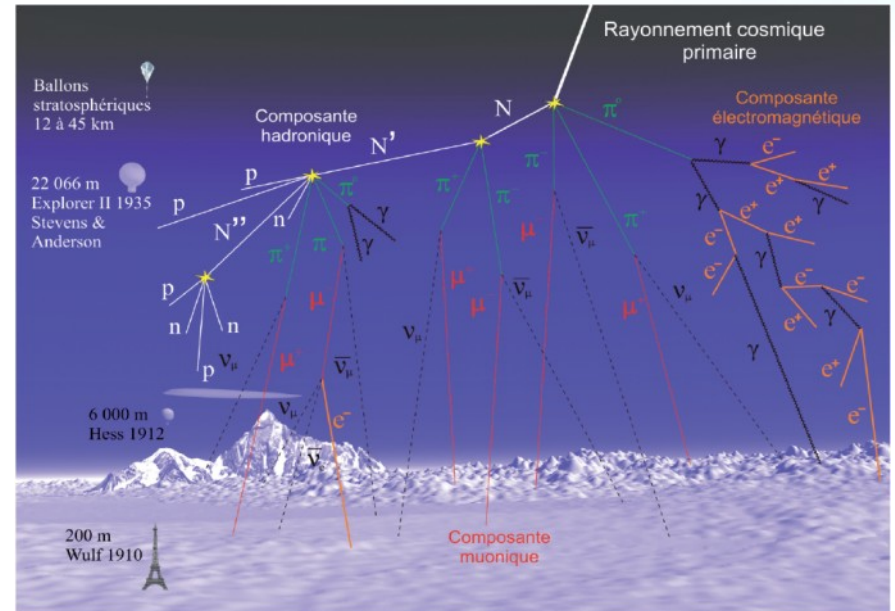 Rayonnement cosmique
primaire
Ballons
stratosphériques
12 à 45 km
Composante
hadronique
N
N'
π°
Composante
électromagnétique
γ
e⁻
e⁺
e⁺
γ
γ
e⁺
e⁺
e⁻
e⁻
γ
e⁻
e⁺
γ
e⁺
e⁻
γ
22 066 m
Explorer II 1935
Stevens &
Anderson
p
p
N''
n
π°
γ
γ
π⁺
π
π⁺
π⁻
π⁻
π⁺
p
n
n
p
μ
ν̅μ
ν̅μ
νμ
μ⁺
μ
μ
μ⁺
νμ
νμ
μ⁺
μ⁻
ν̅μ
νμ
ν̅
e⁻
6 000 m
Hess 1912
200 m
Wulf 1910
Composante
muonique